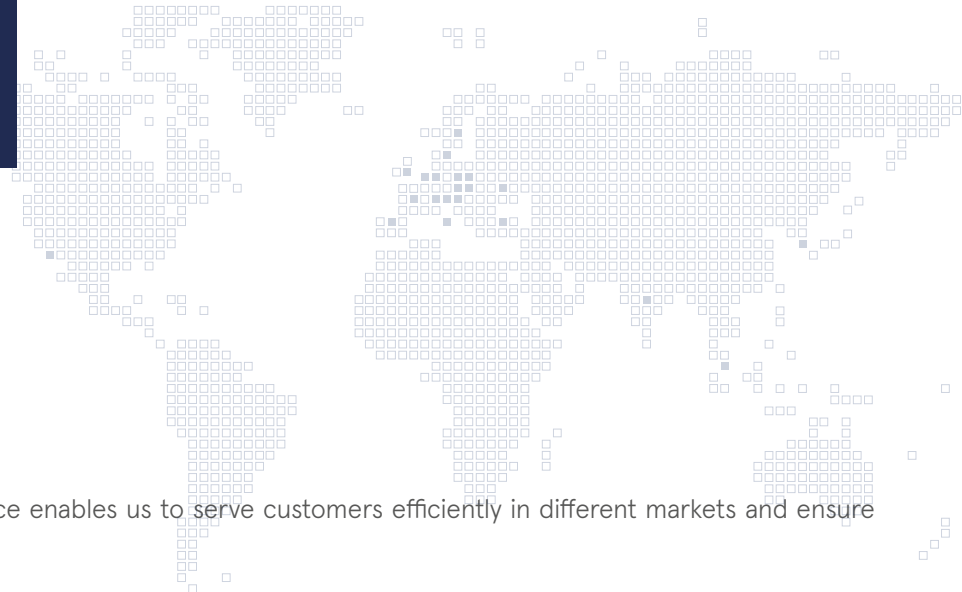 ce enables us to serve customers efficiently in different markets and ensure